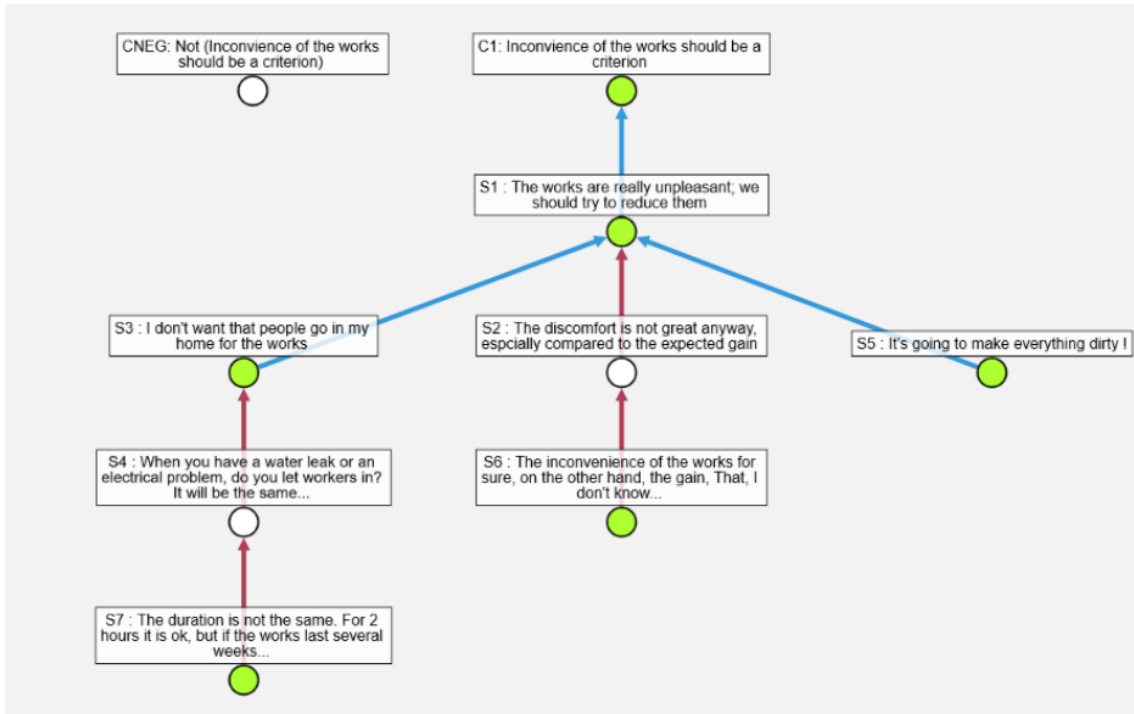 CNEG: Not (Inconvience of the works
should be a criterion)
C1: Inconvience of the works should be a
criterion
S1 : The works are really unpleasant; we
should try to reduce them
S3 : I don't want that people go in my
home for the works
S2 : The discomfort is not great anyway,
espcially compared to the expected gain
S5 : It's going to make everything dirty !
S4 : When you have a water leak or an
electrical problem, do you let workers in?
It will be the same...
S6 : The inconvenience of the works for
sure, on the other hand, the gain, That, I
don't know...
S7 : The duration is not the same. For 2
hours it is ok, but if the works last several
weeks...